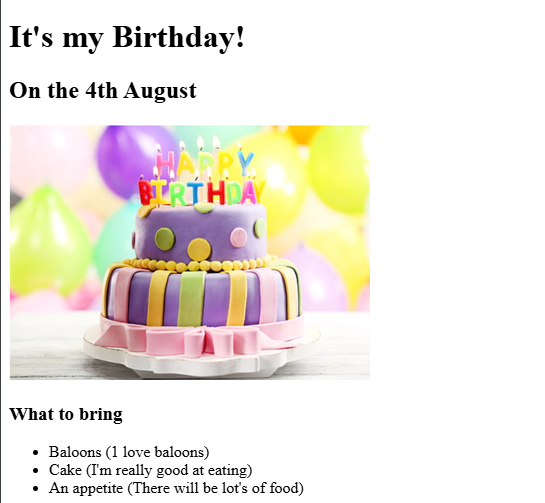 It's my Birthday!
On the 4th August
HAPPY
BIRTHDAY
What to bring
Baloons (1 love baloons)
Cake (I'm really good at eating)
An appetite (There will be lot's of food)